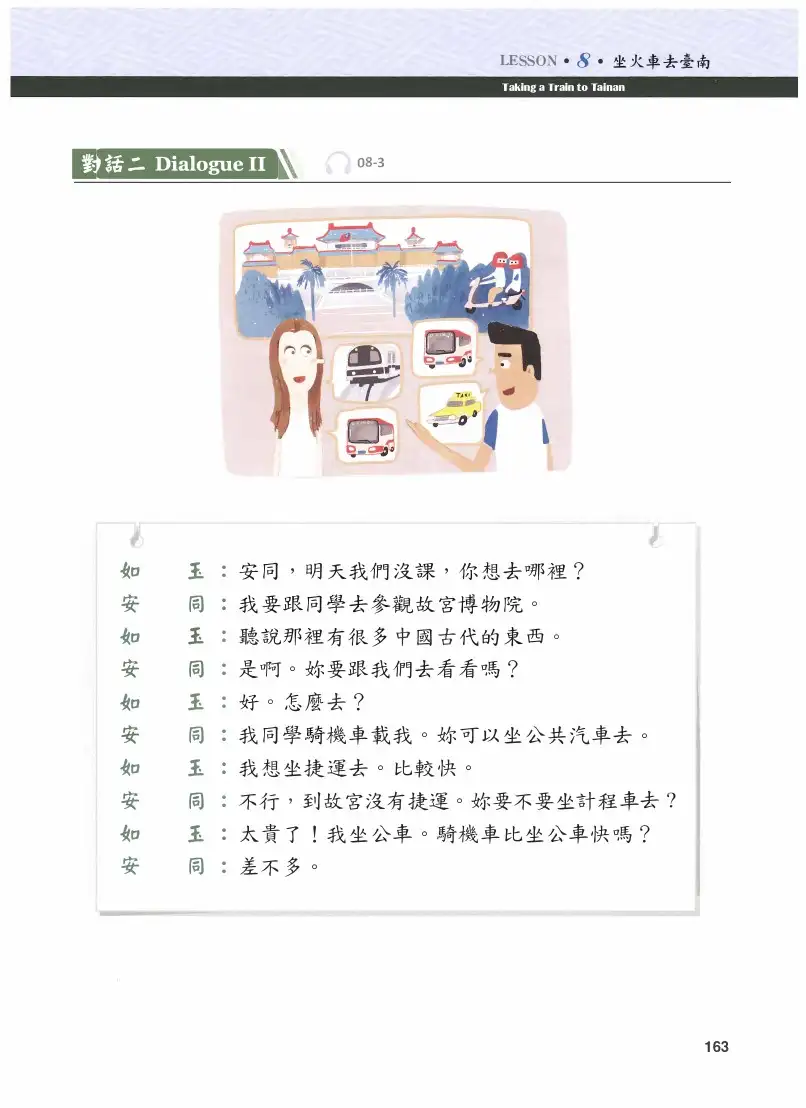 LESSON • 8 • 坐火車去臺南
Taking a Train to Tainan
對話二 Dialogue II 08-3
TAXI
如玉：安同，明天我們沒課，你想去哪裡？
安同：我要跟同學去參觀故宮博物院。
如玉：聽說那裡有很多中國古代的東西。
安同：是啊。妳要跟我們去看看嗎？
如玉：好。怎麼去？
安同：我同學騎機車載我。妳可以坐公共汽車去。
如玉：我想坐捷運去。比較快。
安同：不行，到故宮沒有捷運。妳要不要坐計程車去？
如玉：太貴了！我坐公車。騎機車比坐公車快嗎？
安同：差不多。
163